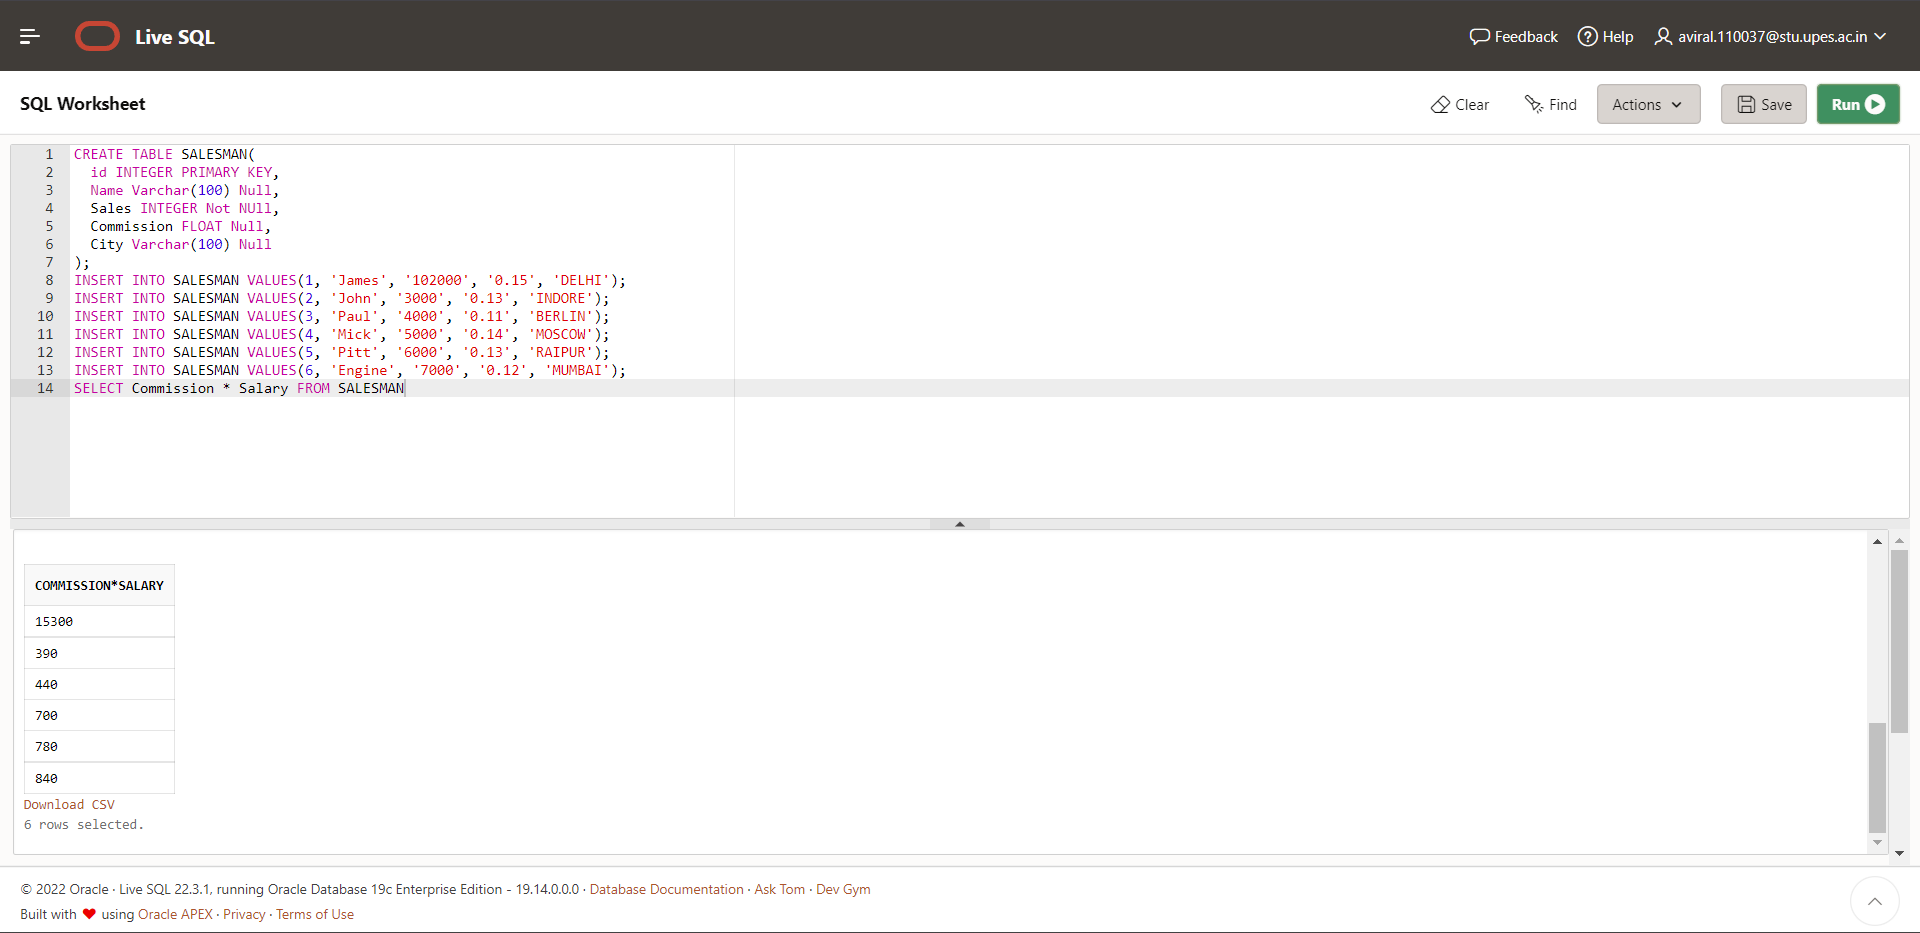 Live SQL
Feedback
Help
aviral.110037@stu.upes.ac.in
SQL Worksheet
Clear
Find
Actions
Save
Run
1 CREATE TABLE SALESMAN(
2 id INTEGER PRIMARY KEY,
3 Name Varchar(100) Null,
4 Sales INTEGER Not NUll,
5 Commission FLOAT Null,
6 City Varchar(100) Null
7 );
8 INSERT INTO SALESMAN VALUES(1, 'James', '102000', '0.15', 'DELHI');
9 INSERT INTO SALESMAN VALUES(2, 'John', '3000', '0.13', 'INDORE');
10 INSERT INTO SALESMAN VALUES(3, 'Paul', '4000', '0.11', 'BERLIN');
11 INSERT INTO SALESMAN VALUES(4, 'Mick', '5000', '0.14', 'MOSCOW');
12 INSERT INTO SALESMAN VALUES(5, 'Pitt', '6000', '0.13', 'RAIPUR');
13 INSERT INTO SALESMAN VALUES(6, 'Engine', '7000', '0.12', 'MUMBAI');
14 SELECT Commission * Salary FROM SALESMAN
COMMISSION*SALARY
15300
390
440
700
780
840
Download CSV
6 rows selected.
© 2022 Oracle · Live SQL 22.3.1, running Oracle Database 19c Enterprise Edition - 19.14.0.0.0 · Database Documentation · Ask Tom · Dev Gym
Built with ❤ using Oracle APEX · Privacy · Terms of Use